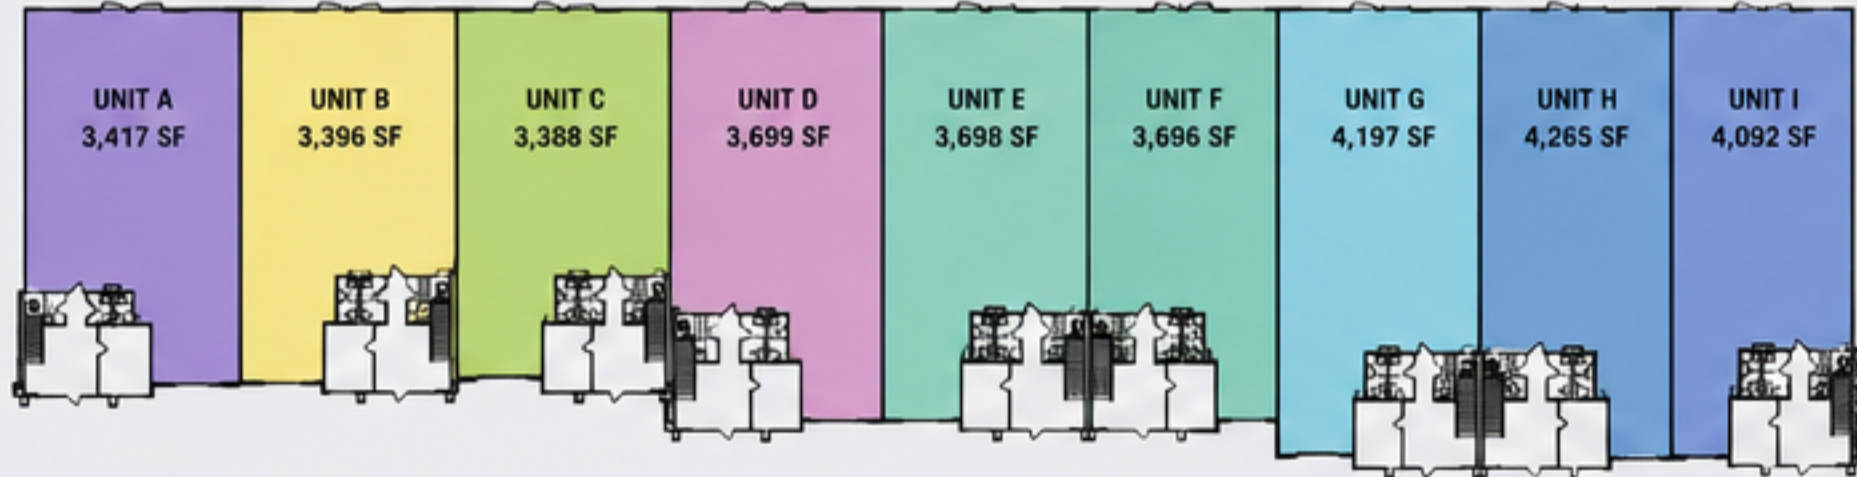 UNIT A
3,417 SF
UNIT B
3,396 SF
UNIT C
3,388 SF
UNIT D
3,699 SF
UNIT E
3,698 SF
UNIT F
3,696 SF
UNIT G
4,197 SF
UNIT H
4,265 SF
UNIT I
4,092 SF